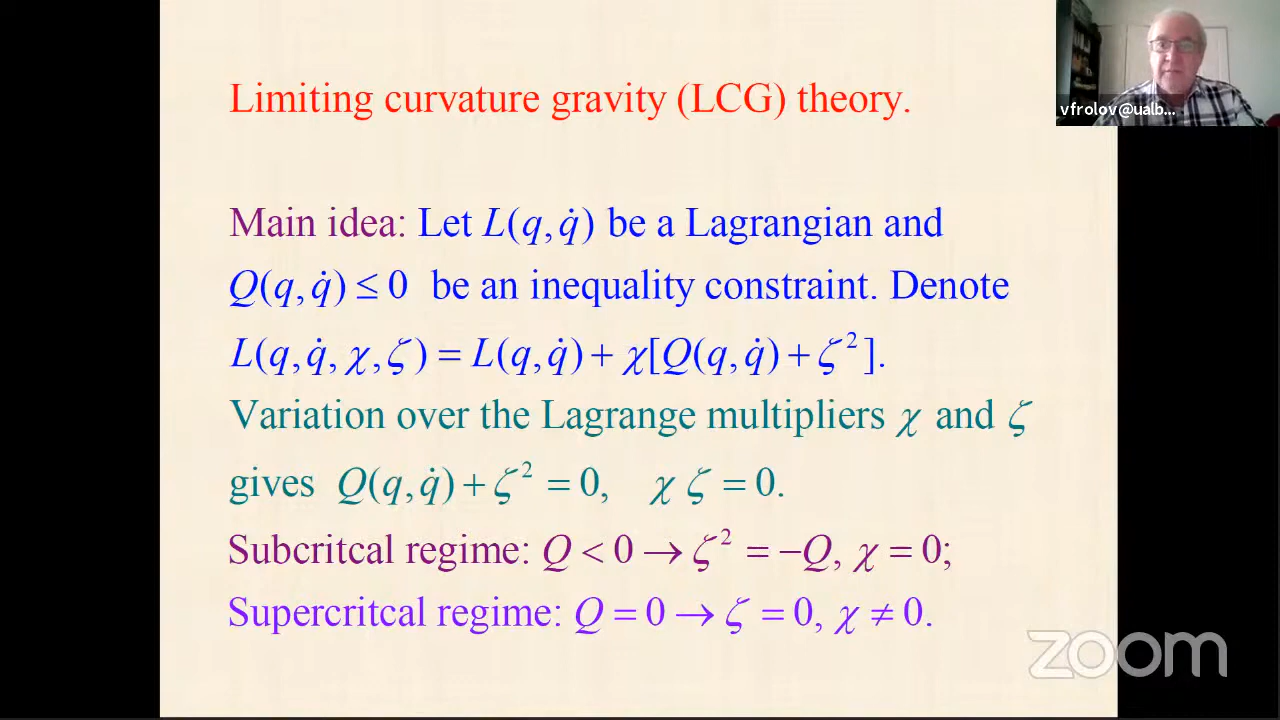 Limiting curvature gravity (LCG) theory.
vfrolov@ualb...
Main idea: Let L(q, q̇) be a Lagrangian and
Q(q, q̇) ≤ 0 be an inequality constraint. Denote
L(q, q̇, χ, ζ) = L(q, q̇) + χ[Q(q, q̇) + ζ²].
Variation over the Lagrange multipliers χ and ζ
gives Q(q, q̇) + ζ² = 0, χ ζ = 0.
Subcritcal regime: Q < 0 → ζ² = −Q, χ = 0;
Supercritcal regime: Q = 0 → ζ = 0, χ ≠ 0.
zoom